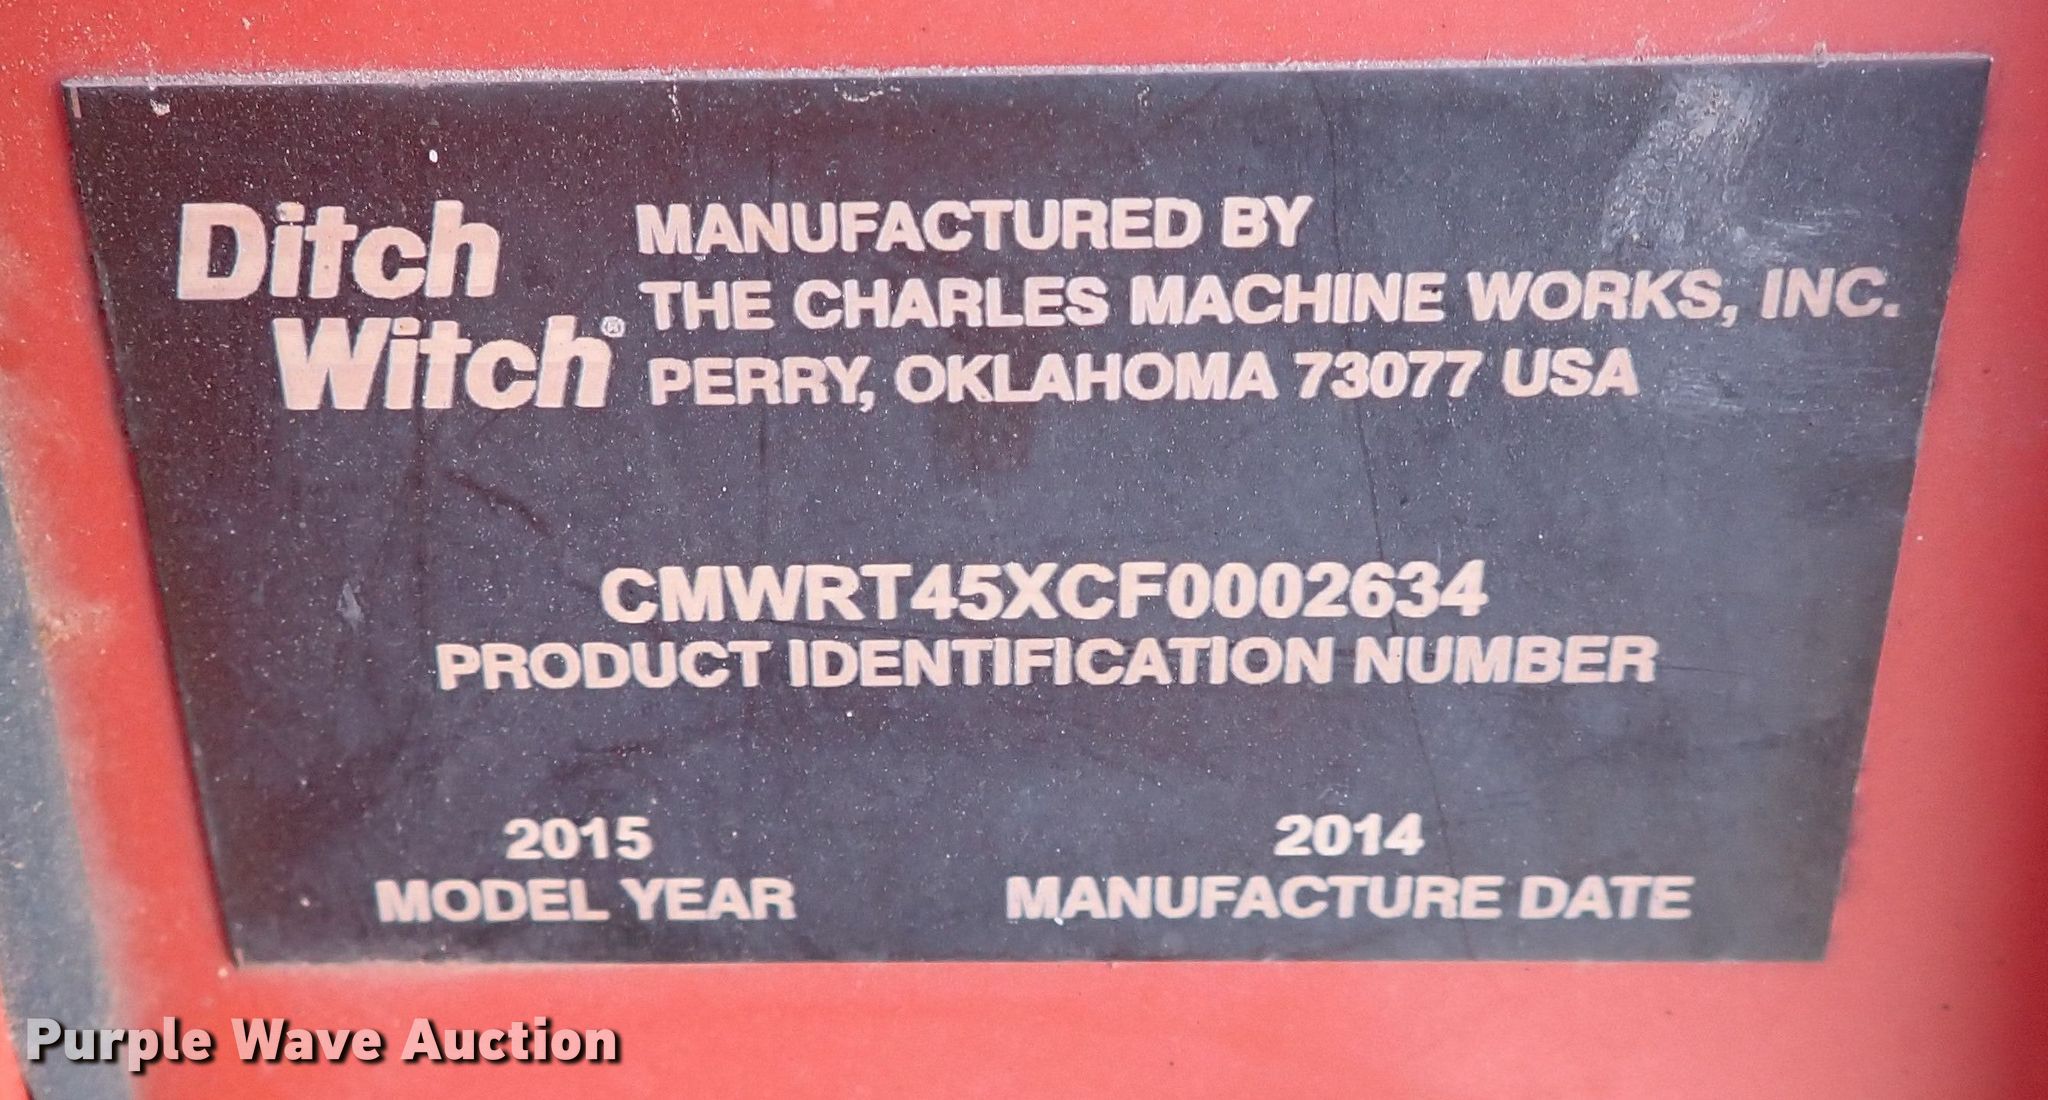 Ditch
Witch®
MANUFACTURED BY
THE CHARLES MACHINE WORKS, INC.
PERRY, OKLAHOMA 73077 USA
CMWRT45XCF0002634
PRODUCT IDENTIFICATION NUMBER
2015
MODEL YEAR
2014
MANUFACTURE DATE
Purple Wave Auction